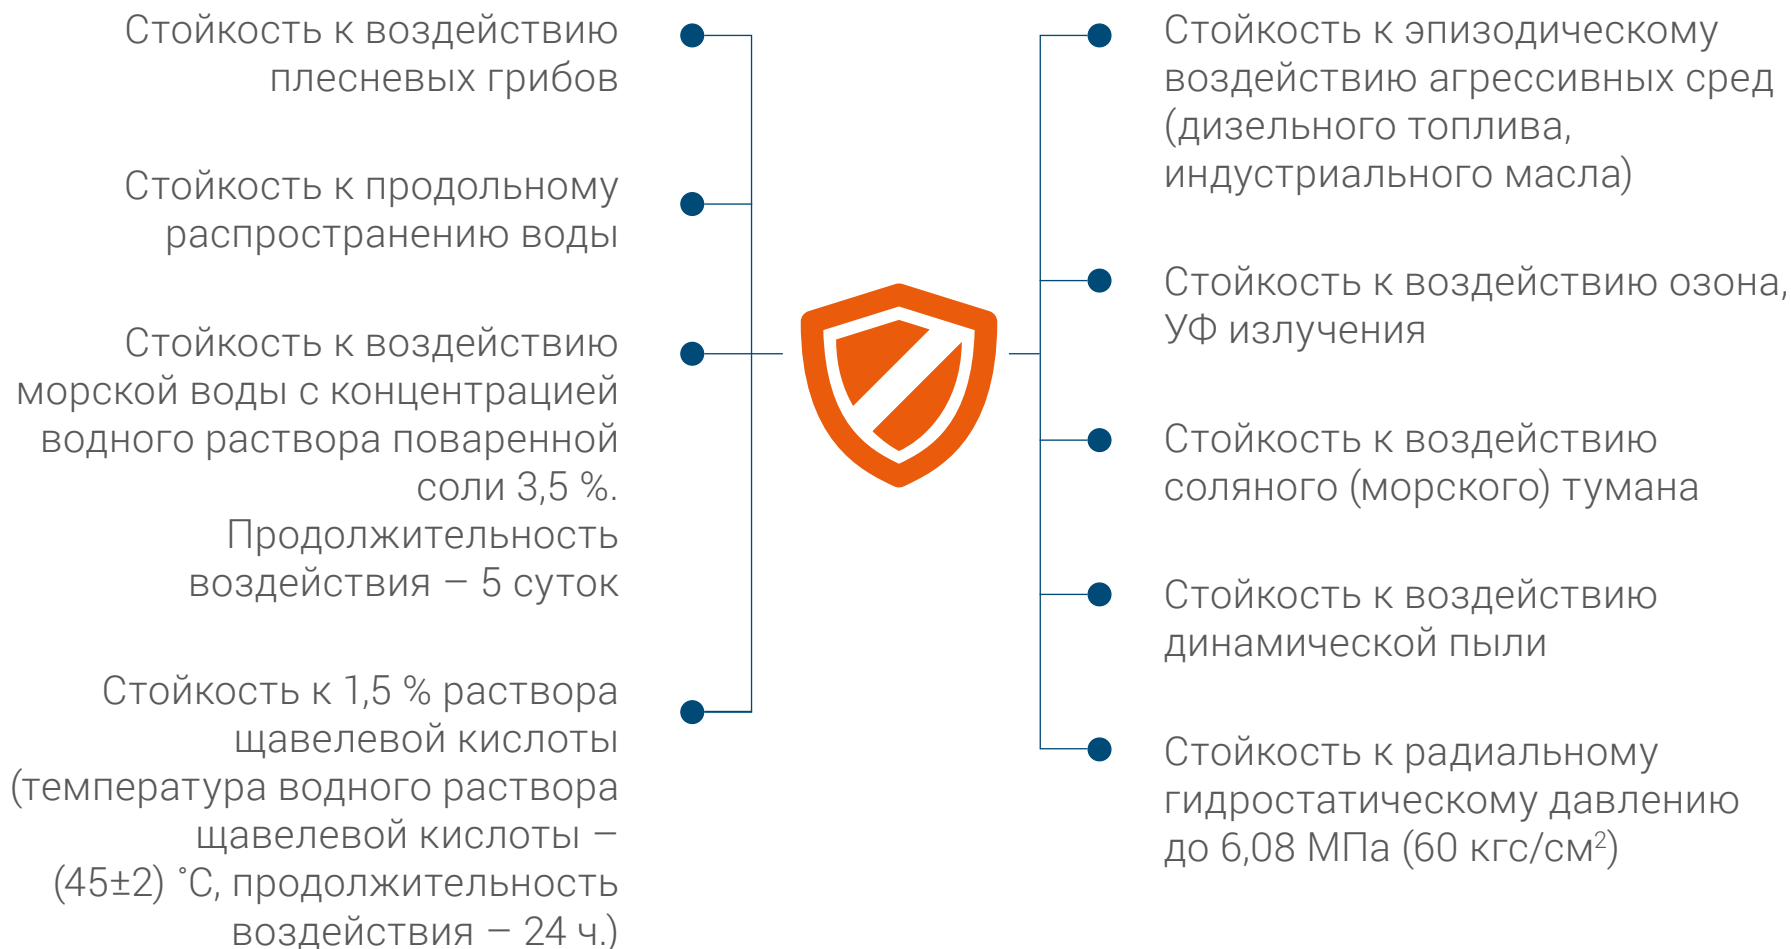 Стойкость к воздействию
плесневых грибов
Стойкость к продольному
распространению воды
Стойкость к воздействию
морской воды с концентрацией
водного раствора поваренной
соли 3,5 %.
Продолжительность
воздействия – 5 суток
Стойкость к 1,5 % раствора
щавелевой кислоты
(температура водного раствора
щавелевой кислоты –
(45±2) ˚С, продолжительность
воздействия – 24 ч.)
Стойкость к эпизодическому
воздействию агрессивных сред
(дизельного топлива,
индустриального масла)
Стойкость к воздействию озона,
УФ излучения
Стойкость к воздействию
соляного (морского) тумана
Стойкость к воздействию
динамической пыли
Стойкость к радиальному
гидростатическому давлению
до 6,08 МПа (60 кгс/см²)